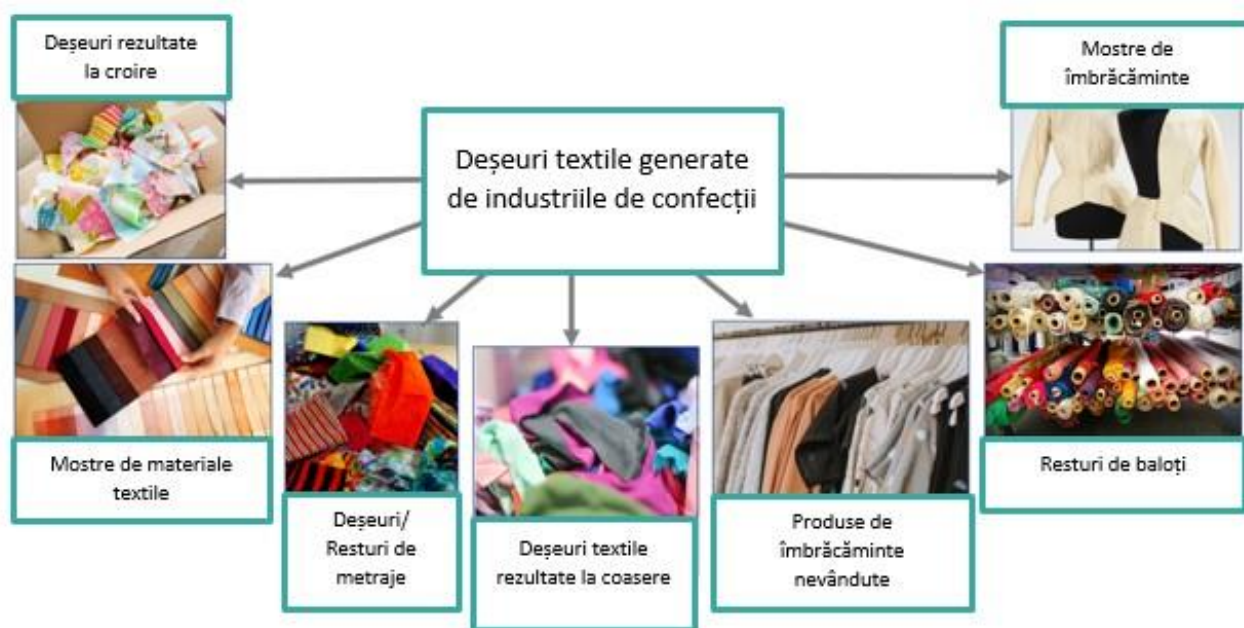 Deșeuri rezultate
la croire
Mostre de
îmbrăcăminte
Deșeuri textile generate
de industriile de confecții
Mostre de materiale
textile
Deșeuri/
Resturi de
metraje
Deșeuri textile
rezultate la coasere
Produse de
îmbrăcăminte
nevândute
Resturi de baloți